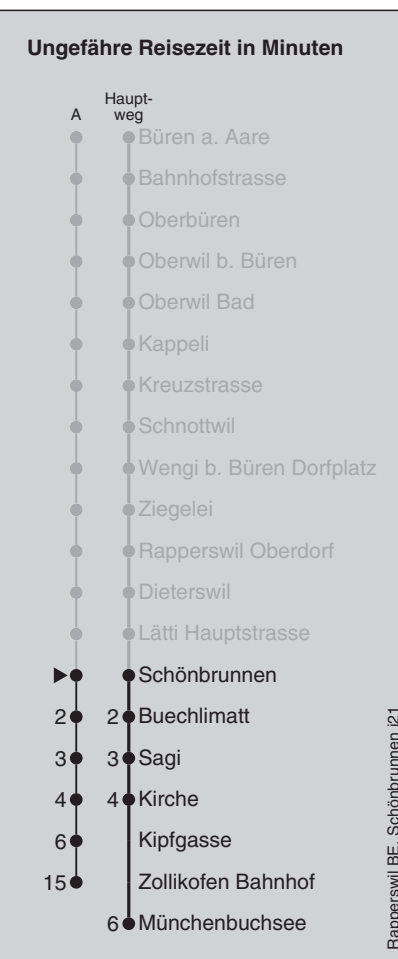 Ungefähre Reisezeit in Minuten
Haupt-
A weg
Büren a. Aare
Bahnhofstrasse
Oberbüren
Oberwil b. Büren
Oberwil Bad
Kappeli
Kreuzstrasse
Schnottwil
Wengi b. Büren Dorfplatz
Ziegelei
Rapperswil Oberdorf
Dieterswil
Lätti Hauptstrasse
Schönbrunnen
2 2 Buechlimatt
3 3 Sagi
4 4 Kirche
6 Kipfgasse
15 Zollikofen Bahnhof
6 Münchenbuchsee
Rapperswil BE, Schönbrunnen j21